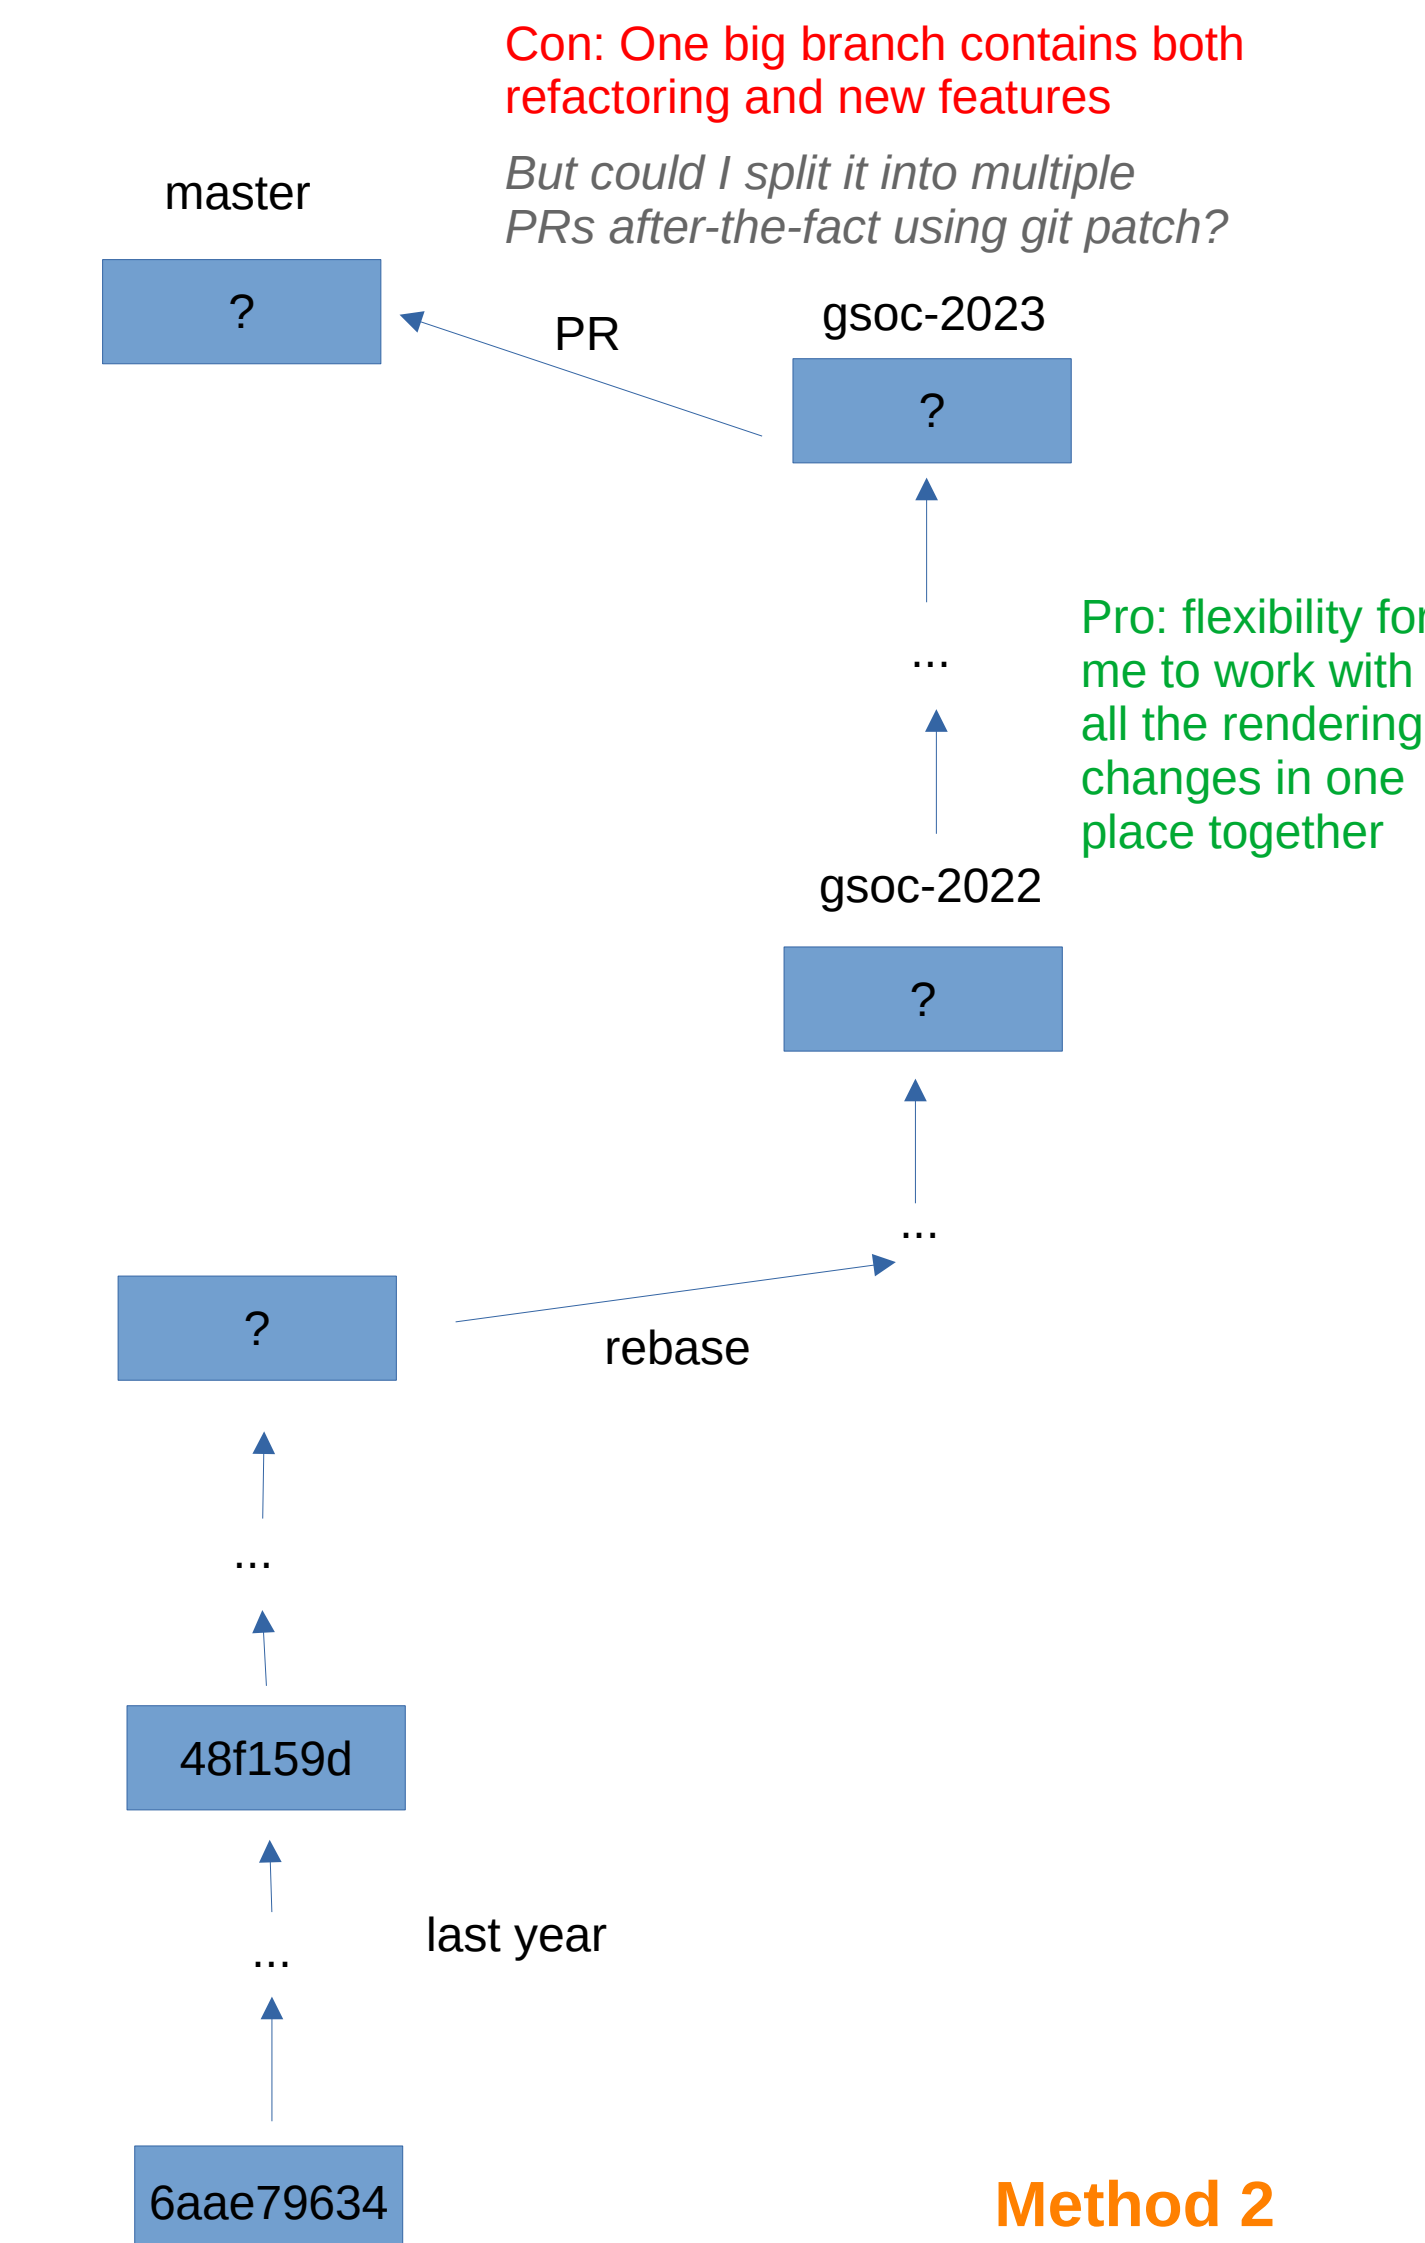 Con: One big branch contains both
refactoring and new features
But could I split it into multiple
PRs after-the-fact using git patch?
master
?
PR
gsoc-2023
?
Pro: flexibility for
me to work with
all the rendering
changes in one
place together
...
gsoc-2022
?
...
?
rebase
...
48f159d
last year
...
6aae79634
Method 2